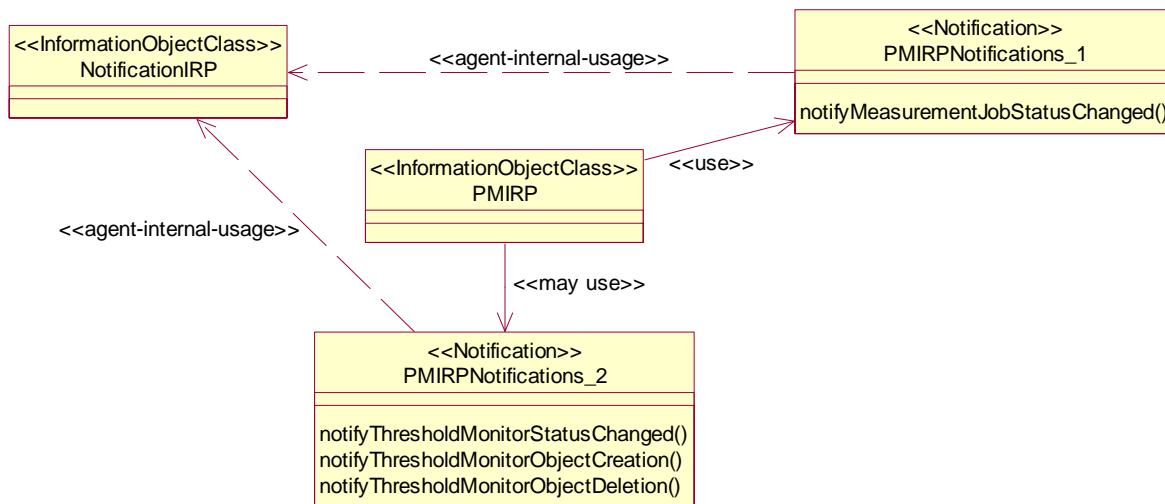 <<InformationObjectClass>>
NotificationIRP
<<agent-internal-usage>>
<<Notification>>
PMIRPNotifications_1
notifyMeasurementJobStatusChanged()
<<InformationObjectClass>>
PMIRP
<<use>>
<<agent-internal-usage>>
<<may use>>
<<Notification>>
PMIRPNotifications_2
notifyThresholdMonitorStatusChanged()
notifyThresholdMonitorObjectCreation()
notifyThresholdMonitorObjectDeletion()